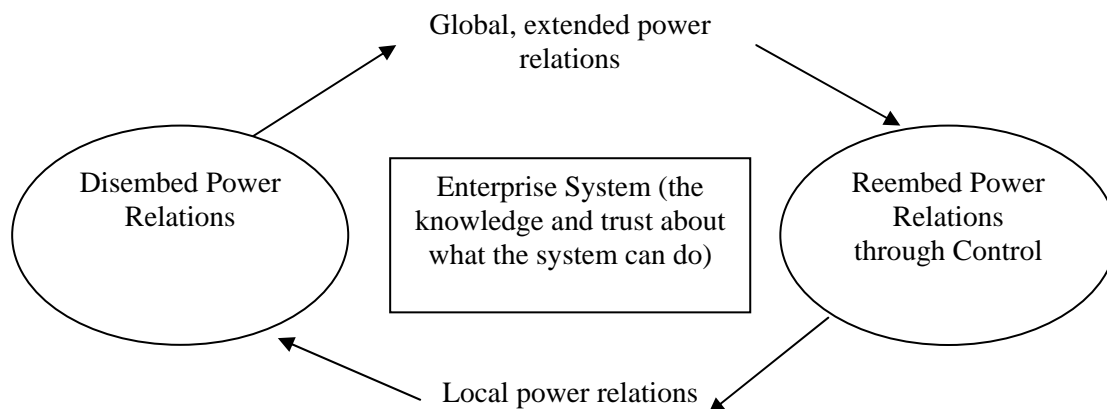 Global, extended power
relations
Disembed Power
Relations
Enterprise System (the
knowledge and trust about
what the system can do)
Reembed Power
Relations
through Control
Local power relations